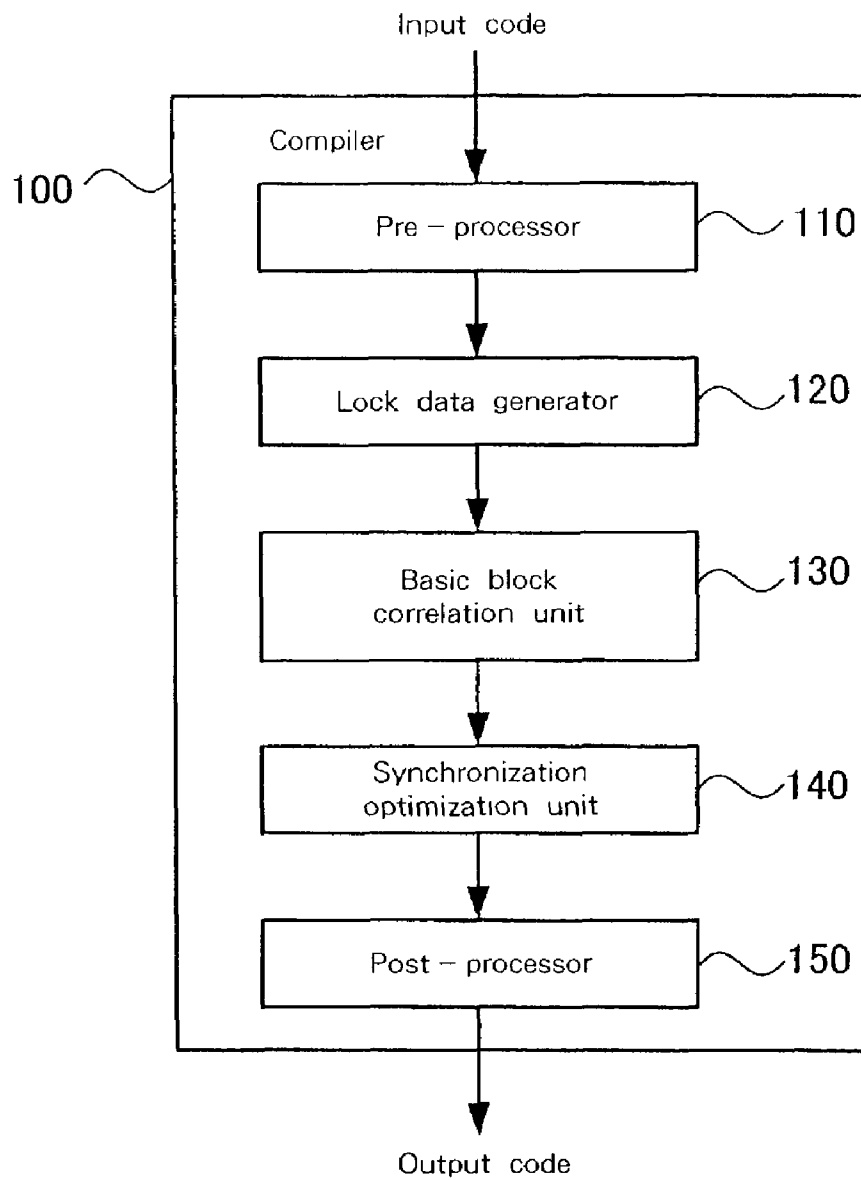 Input code
Compiler
100
Pre-processor
110
Lock data generator
120
Basic block
correlation unit
130
Synchronization
optimization unit
140
Post-processor
150
Output code